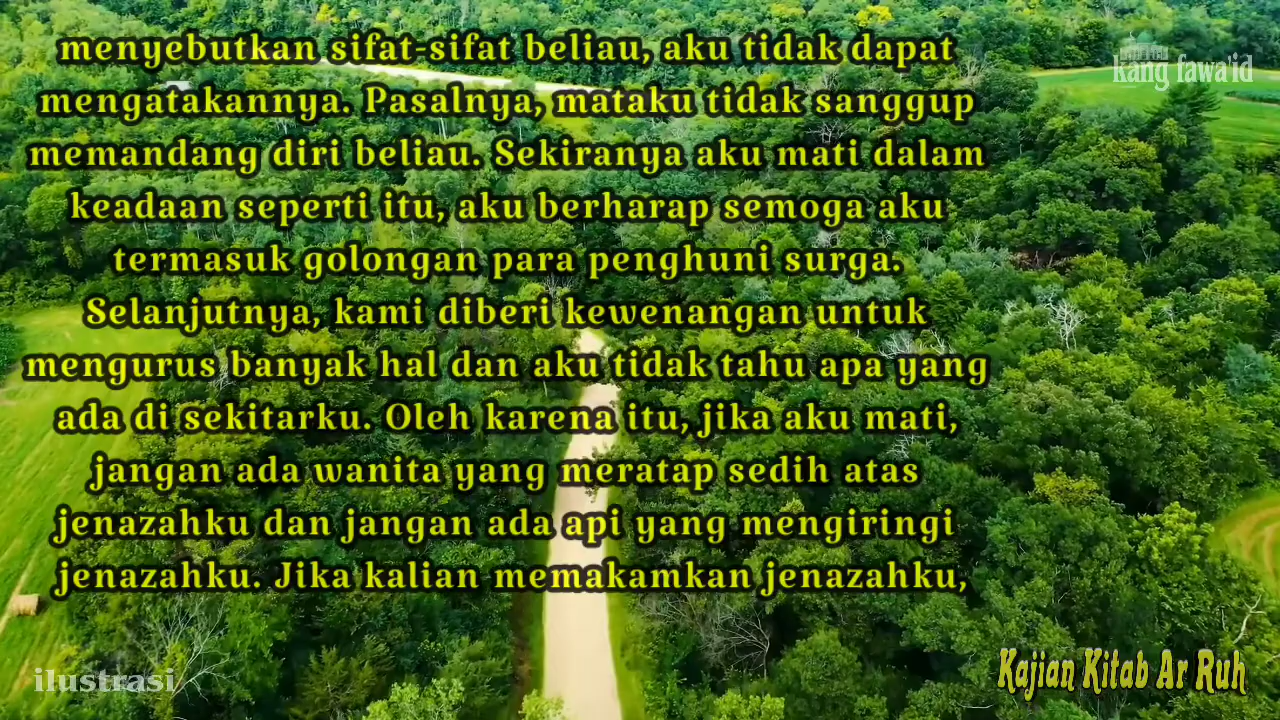 menyebutkan sifat-sifat beliau, aku tidak dapat
mengatakannya. Pasalnya, mataku tidak sanggup
memandang diri beliau. Sekiranya aku mati dalam
keadaan seperti itu, aku berharap semoga aku
termasuk golongan para penghuni surga.
Selanjutnya, kami diberi kewenangan untuk
mengurus banyak hal dan aku tidak tahu apa yang
ada di sekitarku. Oleh karena itu, jika aku mati,
jangan ada wanita yang meratap sedih atas
jenazahku dan jangan ada api yang mengiringi
jenazahku. Jika kalian memakamkan jenazahku,
kang fawa'id
ilustrasi
Kajian Kitab Ar Ruh